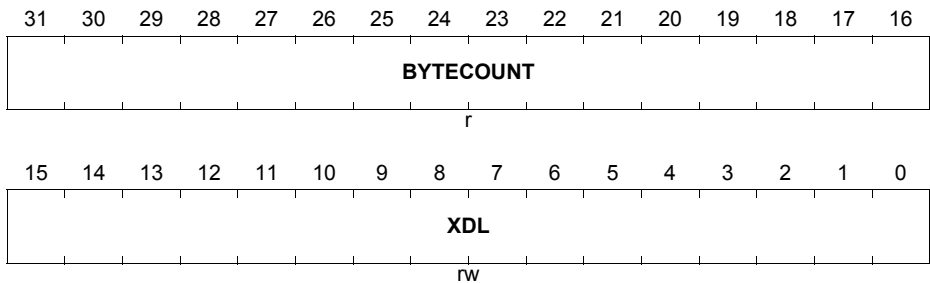 31 30 29 28 27 26 25 24 23 22 21 20 19 18 17 16
BYTECOUNT
r
15 14 13 12 11 10 9 8 7 6 5 4 3 2 1 0
XDL
rw